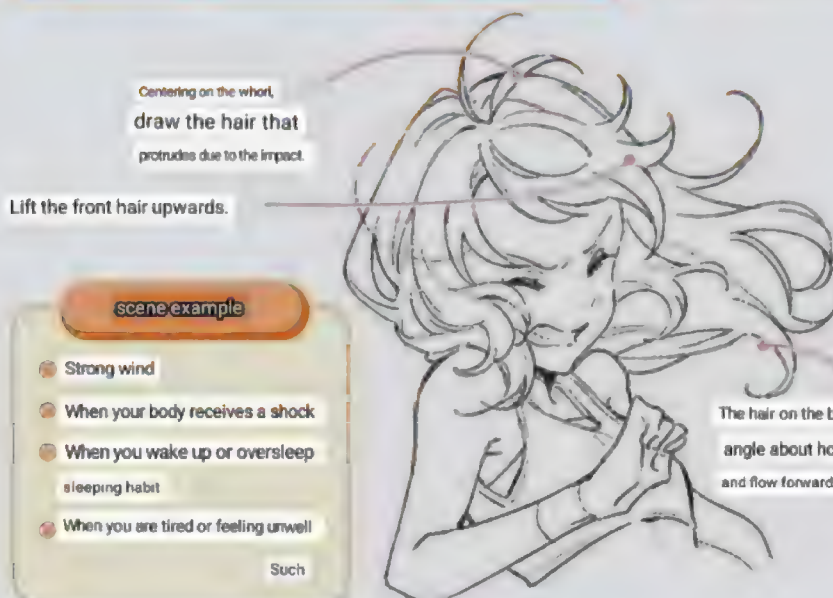 Centering on the whorl,
draw the hair that
protrudes due to the impact.
Lift the front hair upwards.
scene example
Strong wind
When your body receives a shock
When you wake up or oversleep
sleeping habit
When you are tired or feeling unwell
Such
The hair on the b
angle about ho
and flow forward